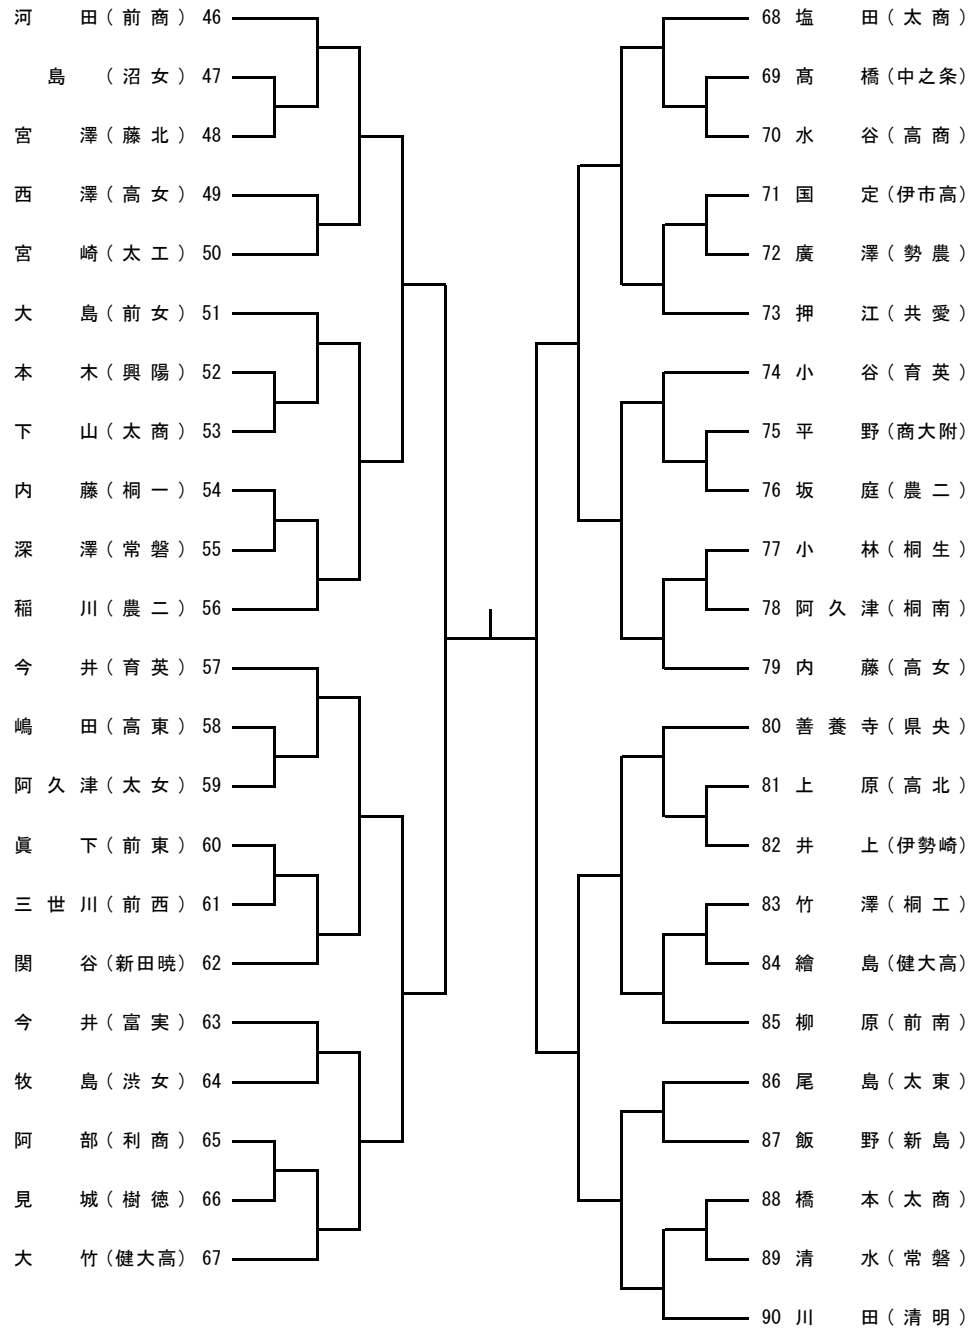 河田(前商) 46
島(沼女) 47
宮澤(藤北) 48
西澤(高女) 49
宮崎(太工) 50
大島(前女) 51
本木(興陽) 52
下山(太商) 53
内藤(桐一) 54
深澤(常磐) 55
稲川(農二) 56
今井(育英) 57
嶋田(高東) 58
阿久津(太女) 59
眞下(前東) 60
三世川(前西) 61
関谷(新田暁) 62
今井(富実) 63
牧島(渋女) 64
阿部(利商) 65
見城(樹徳) 66
大竹(健大高) 67
68 塩田(太商)
69 髙橋(中之条)
70 水谷(高商)
71 国定(伊市高)
72 廣澤(勢農)
73 押江(共愛)
74 小谷(育英)
75 平野(商大附)
76 坂庭(農二)
77 小林(桐生)
78 阿久津(桐南)
79 内藤(高女)
80 善養寺(県央)
81 上原(高北)
82 井上(伊勢崎)
83 竹澤(桐工)
84 繪島(健大高)
85 柳原(前南)
86 尾島(太東)
87 飯野(新島)
88 橋本(太商)
89 清水(常磐)
90 川田(清明)